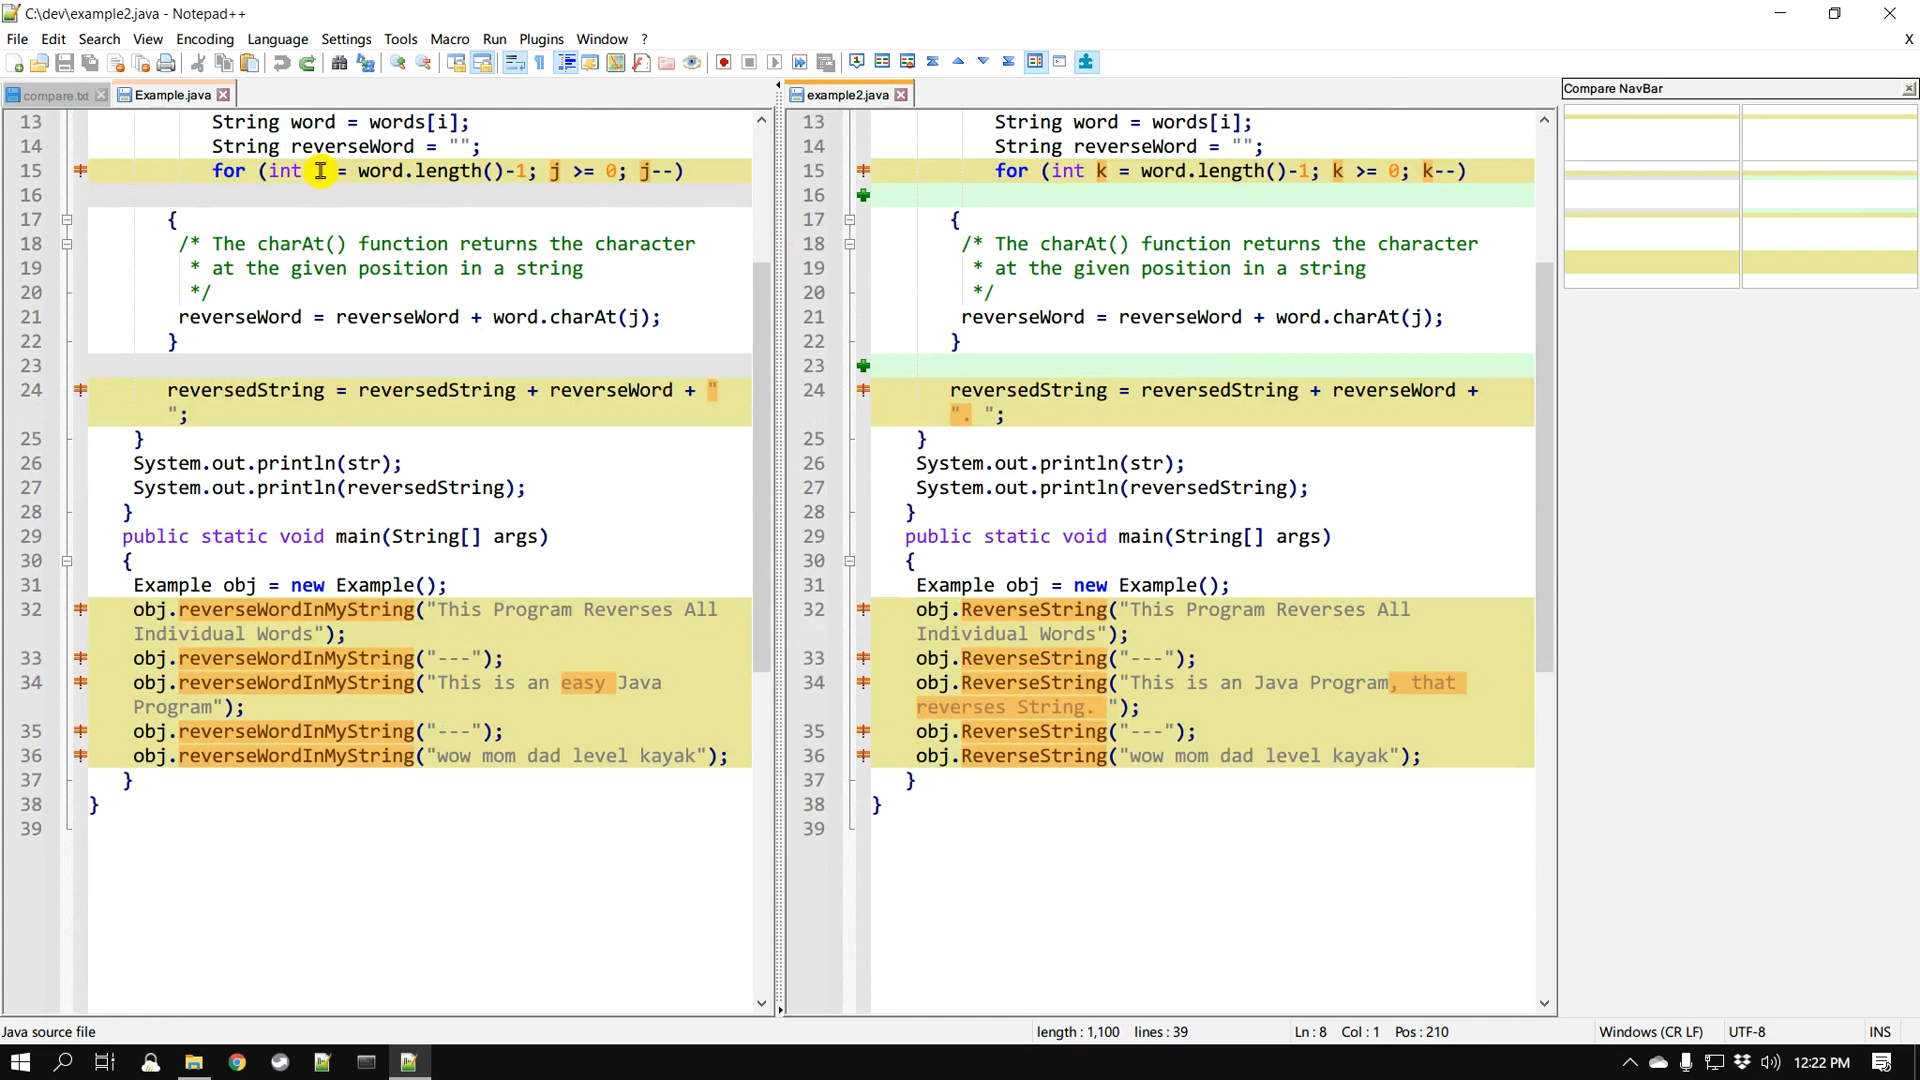 C:\dev\example2.java - Notepad++
File Edit Search View Encoding Language Settings Tools Macro Run Plugins Window ? X
compare.txt Example.java
13 String word = words[i];
14 String reverseWord = "";
15 for (int = word.length()-1; j >= 0; j--)
16
17 {
18 /* The charAt() function returns the character
19 * at the given position in a string
20 */
21 reverseWord = reverseWord + word.charAt(j);
22 }
23
24 reversedString = reversedString + reverseWord + "
";
25 }
26 System.out.println(str);
27 System.out.println(reversedString);
28 }
29 public static void main(String[] args)
30 {
31 Example obj = new Example();
32 obj.reverseWordInMyString("This Program Reverses All
Individual Words");
33 obj.reverseWordInMyString("---");
34 obj.reverseWordInMyString("This is an easy Java
Program");
35 obj.reverseWordInMyString("---");
36 obj.reverseWordInMyString("wow mom dad level kayak");
37 }
38 }
39
example2.java
13 String word = words[i];
14 String reverseWord = "";
15 for (int k = word.length()-1; k >= 0; k--)
16
17 {
18 /* The charAt() function returns the character
19 * at the given position in a string
20 */
21 reverseWord = reverseWord + word.charAt(j);
22 }
23
24 reversedString = reversedString + reverseWord +
". ";
25 }
26 System.out.println(str);
27 System.out.println(reversedString);
28 }
29 public static void main(String[] args)
30 {
31 Example obj = new Example();
32 obj.ReverseString("This Program Reverses All
Individual Words");
33 obj.ReverseString("---");
34 obj.ReverseString("This is an Java Program, that
reverses String. ");
35 obj.ReverseString("---");
36 obj.ReverseString("wow mom dad level kayak");
37 }
38 }
39
Compare NavBar
Java source file
length : 1,100 lines : 39
Ln : 8 Col : 1 Pos : 210
Windows (CR LF)
UTF-8
INS
12:22 PM